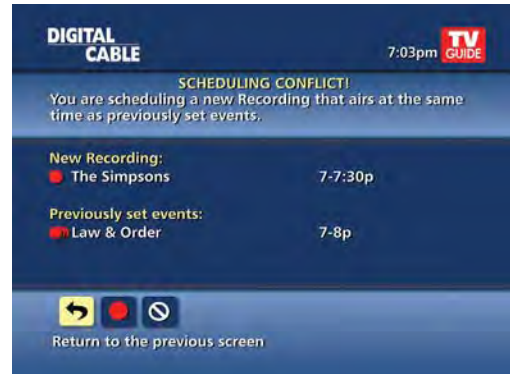 DIGITAL
CABLE
7:03pm
TV
GUIDE
SCHEDULING CONFLICT!
You are scheduling a new Recording that airs at the same
time as previously set events.
New Recording:
The Simpsons 7-7:30p
Previously set events:
Law & Order 7-8p
Return to the previous screen